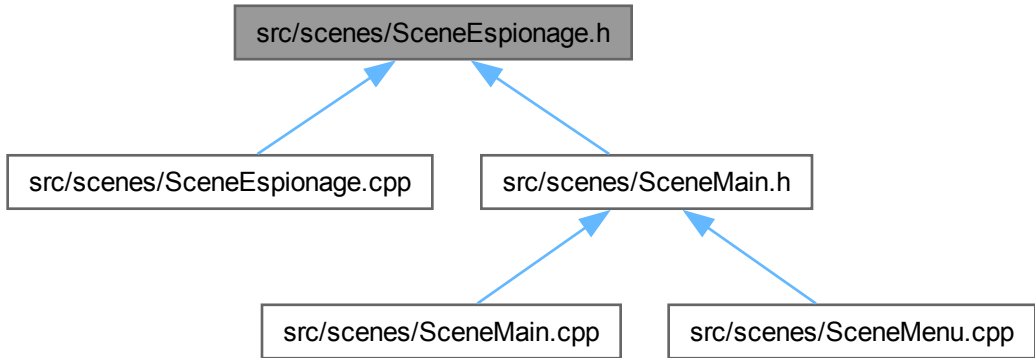 src/scenes/SceneEspionage.h
src/scenes/SceneEspionage.cpp
src/scenes/SceneMain.h
src/scenes/SceneMain.cpp
src/scenes/SceneMenu.cpp